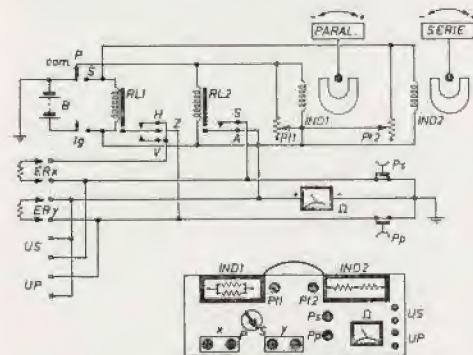 PARAL.
SERIE
com.
P
S
B
Ig
RL1
H
Z
V
RL2
S
A
Pt1
IND1
Pt2
IND2
ERx
ERy
US
UP
Ω
Ps
Pp
IND1
IND2
Pt1
Pt2
Ps
Pp
x
y
Ω
US
UP